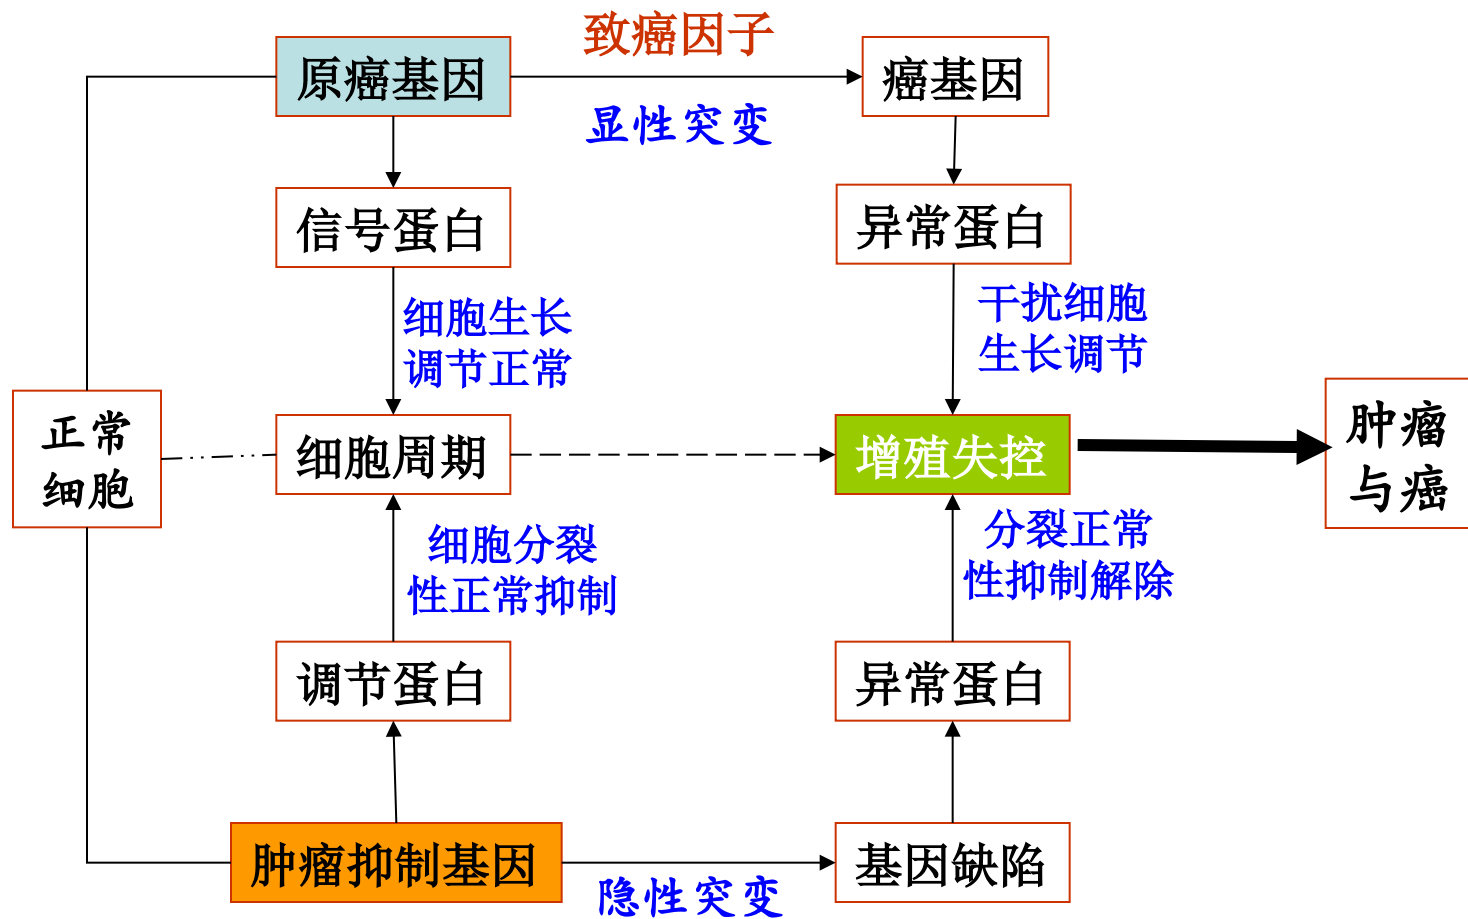 致癌因子
原癌基因
癌基因
显性突变
信号蛋白
异常蛋白
细胞生长
调节正常
干扰细胞
生长调节
正常
细胞
细胞周期
增殖失控
肿瘤
与癌
细胞分裂
性正常抑制
分裂正常
性抑制解除
调节蛋白
异常蛋白
肿瘤抑制基因
基因缺陷
隐性突变